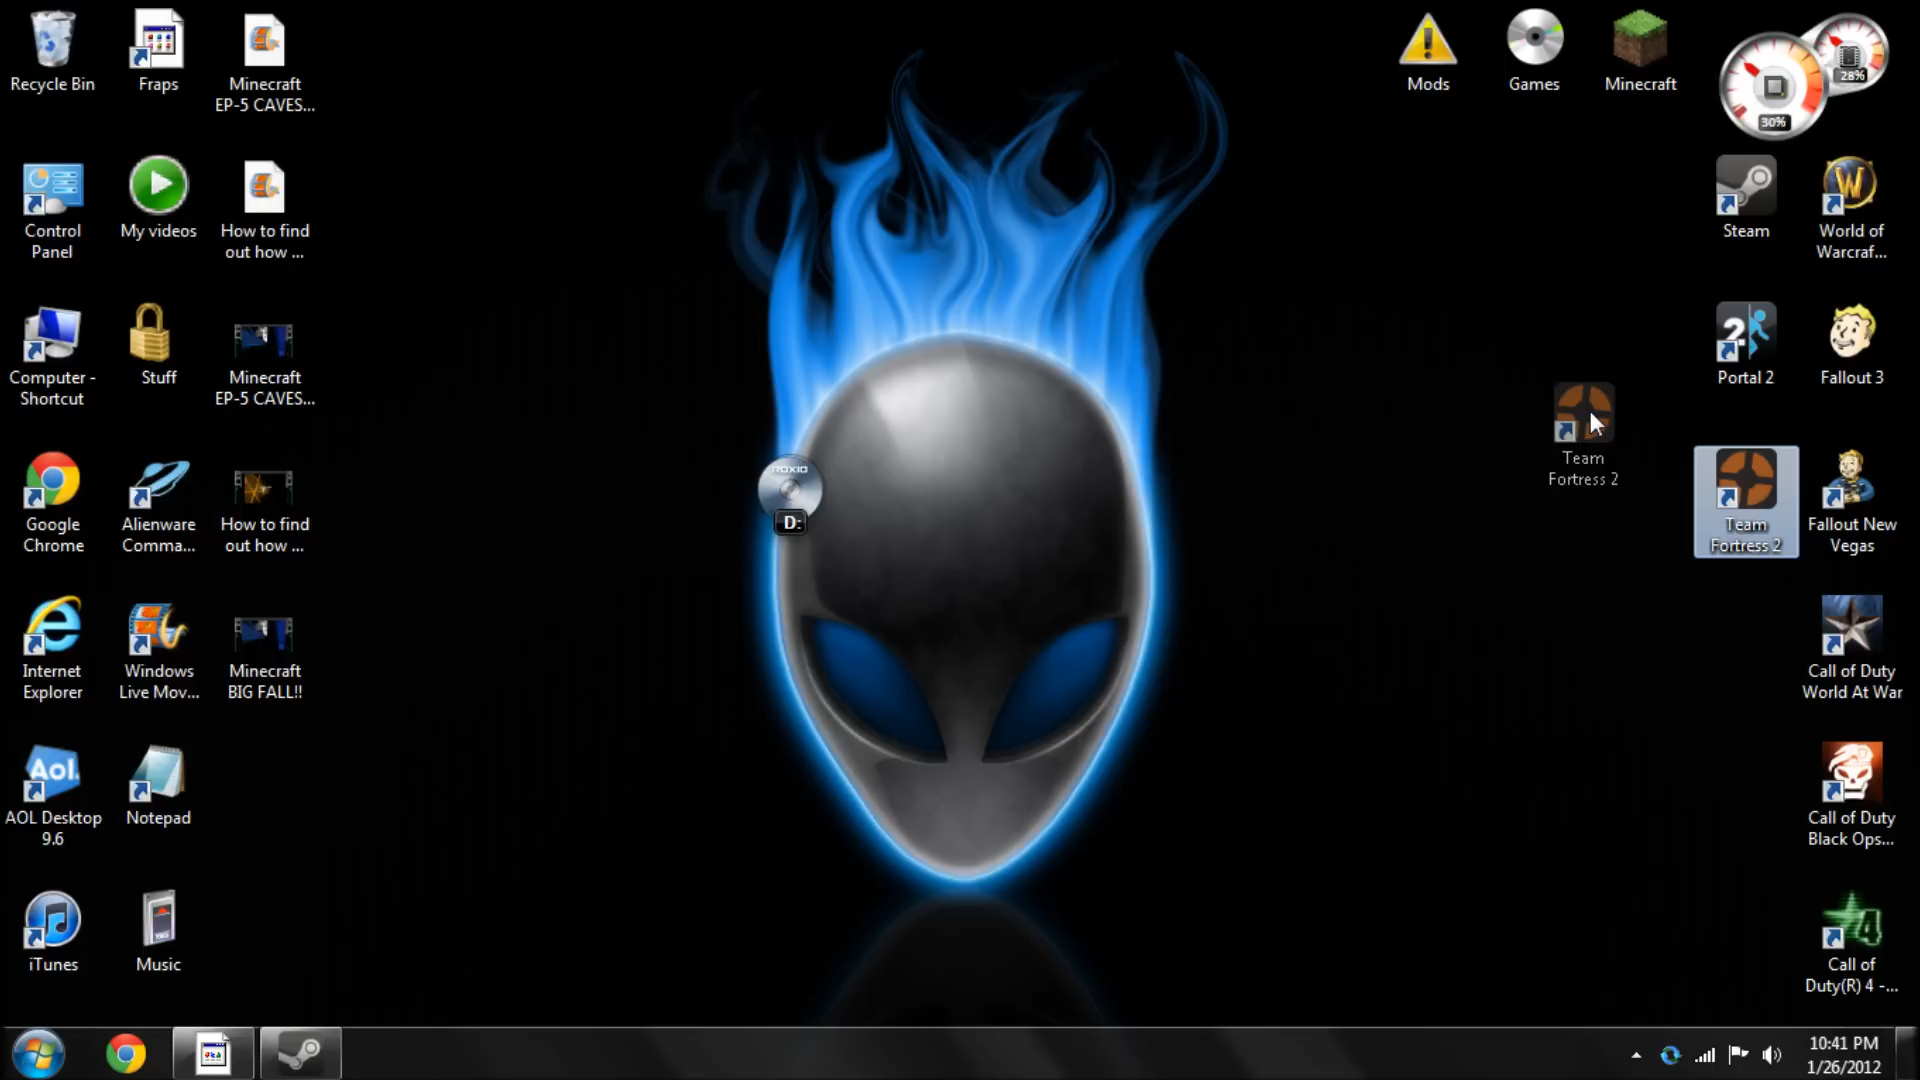 Recycle Bin
Fraps
Minecraft
EP-5 CAVES...
Mods
Games
Minecraft
28%
30%
Control
Panel
My videos
How to find
out how ...
Steam
World of
Warcraf...
Computer -
Shortcut
Stuff
Minecraft
EP-5 CAVES...
2
Portal 2
Fallout 3
Team
Fortress 2
ROXIO
D:
Google
Chrome
Alienware
Comma...
How to find
out how ...
Team
Fortress 2
Fallout New
Vegas
Internet
Explorer
Windows
Live Mov...
Minecraft
BIG FALL!!
Call of Duty
World At War
Aol.
AOL Desktop
9.6
Notepad
Call of Duty
Black Ops...
iTunes
Music
4
Call of
Duty(R) 4 -...
10:41 PM
1/26/2012